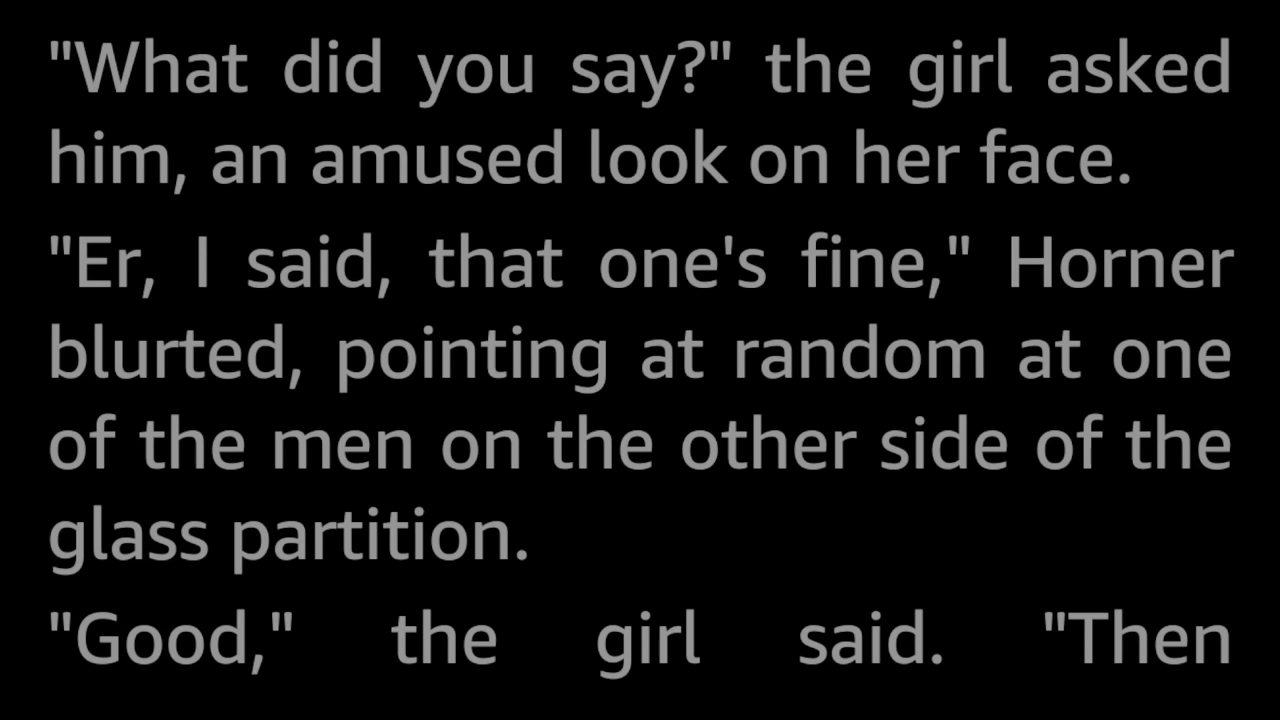 "What did you say?" the girl asked
him, an amused look on her face.
"Er, I said, that one's fine," Horner
blurted, pointing at random at one
of the men on the other side of the
glass partition.
"Good," the girl said. "Then